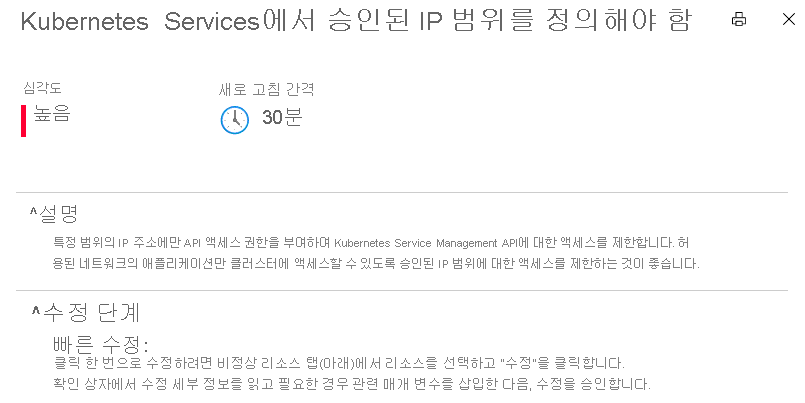 Kubernetes Services에서 승인된 IP 범위를 정의해야 함
심각도
높음
새로 고침 간격
30분
^설명
특정 범위의 IP 주소에만 API 액세스 권한을 부여하여 Kubernetes Service Management API에 대한 액세스를 제한합니다. 허
용된 네트워크의 애플리케이션만 클러스터에 액세스할 수 있도록 승인된 IP 범위에 대한 액세스를 제한하는 것이 좋습니다.
^수정 단계
빠른 수정:
클릭 한 번으로 수정하려면 비정상 리소스 탭(아래)에서 리소스를 선택하고 "수정"을 클릭합니다.
확인 상자에서 수정 세부 정보를 읽고 필요한 경우 관련 매개 변수를 삽입한 다음, 수정을 승인합니다.